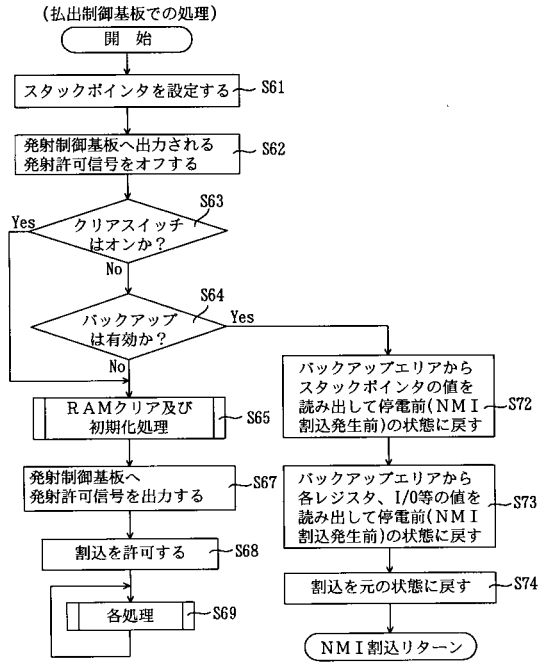 (払出制御基板での処理)
開　始
スタックポインタを設定する
S61
発射制御基板へ出力される
発射許可信号をオフする
S62
S63
Yes
クリアスイッチ
はオンか？
No
S64
バックアップ
は有効か？
Yes
No
RAMクリア及び
初期化処理
S65
発射制御基板へ
発射許可信号を出力する
S67
割込を許可する
S68
各処理
S69
バックアップエリアから
スタックポインタの値を
読み出して停電前(NMI
割込発生前)の状態に戻す
S72
バックアップエリアから
各レジスタ、I/O等の値を
読み出して停電前(NMI
割込発生前)の状態に戻す
S73
割込を元の状態に戻す
S74
NMI割込リターン